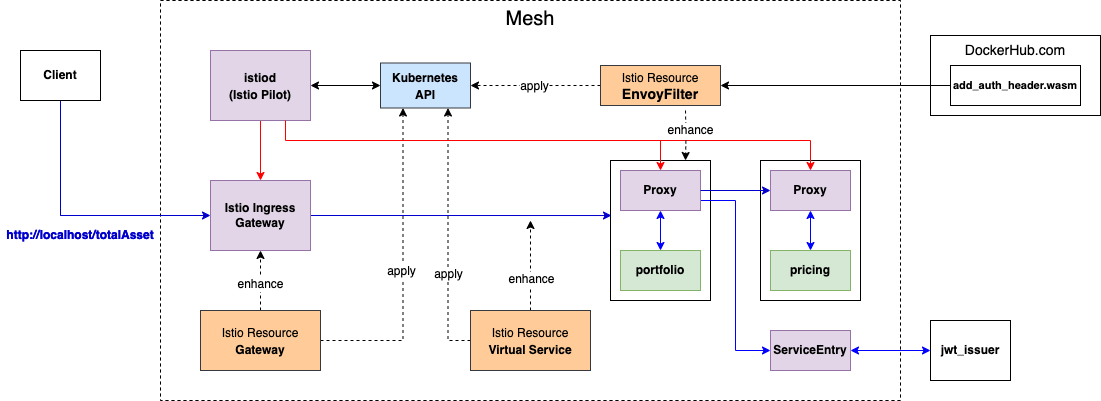 Mesh
Client
istiod
(Istio Pilot)
Kubernetes
API
apply
Istio Resource
EnvoyFilter
DockerHub.com
add_auth_header.wasm
enhance
Istio Ingress
Gateway
http://localhost/totalAsset
Proxy
Proxy
portfolio
pricing
enhance
apply
apply
enhance
Istio Resource
Gateway
Istio Resource
Virtual Service
ServiceEntry
jwt_issuer